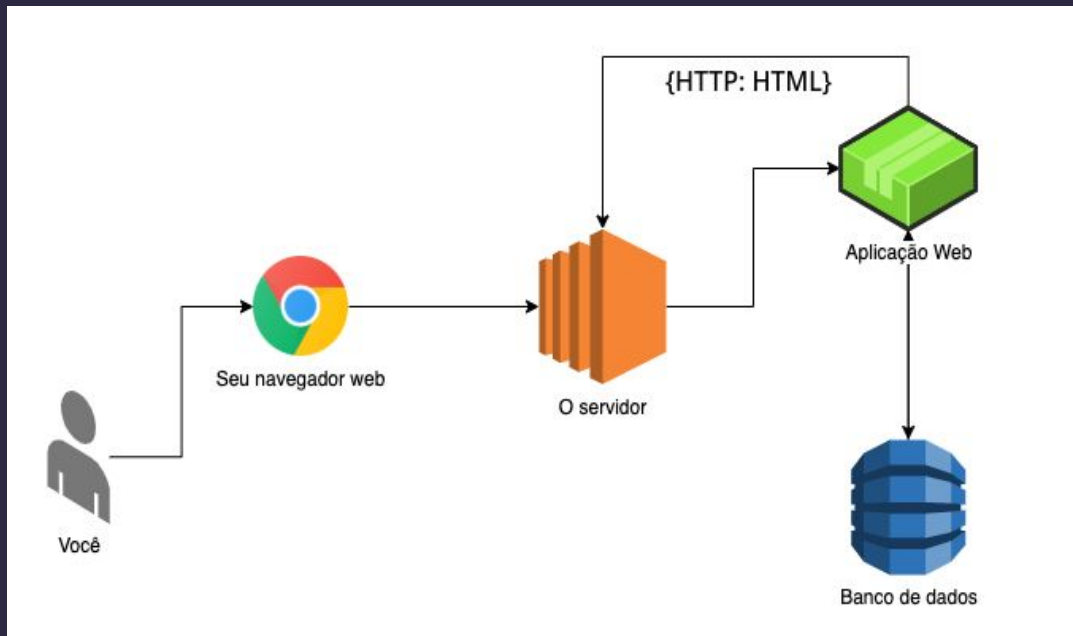 {HTTP: HTML}
Aplicação Web
Seu navegador web
O servidor
Você
Banco de dados